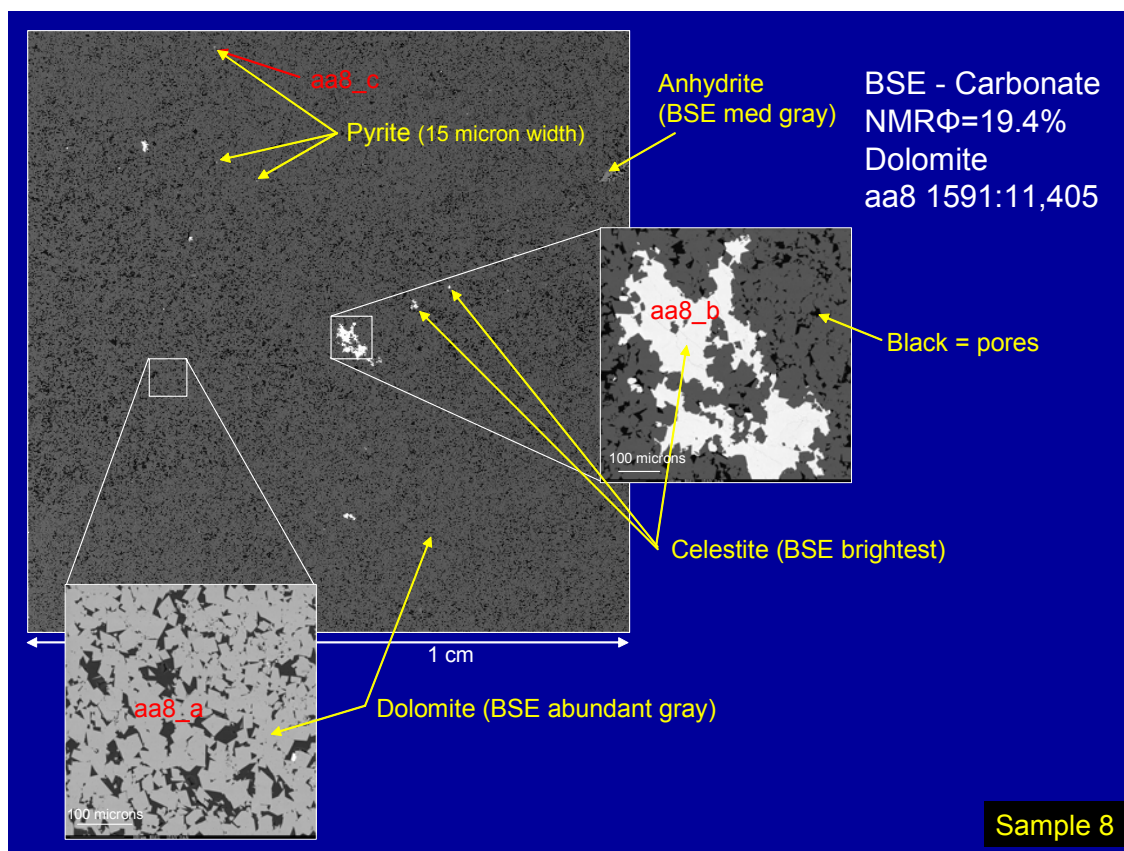 aa8_c
Pyrite (15 micron width)
Anhydrite
(BSE med gray)
BSE - Carbonate
NMRΦ=19.4%
Dolomite
aa8 1591:11,405
aa8_b
Black = pores
100 microns
Celestite (BSE brightest)
1 cm
aa8_a
Dolomite (BSE abundant gray)
100 microns
Sample 8